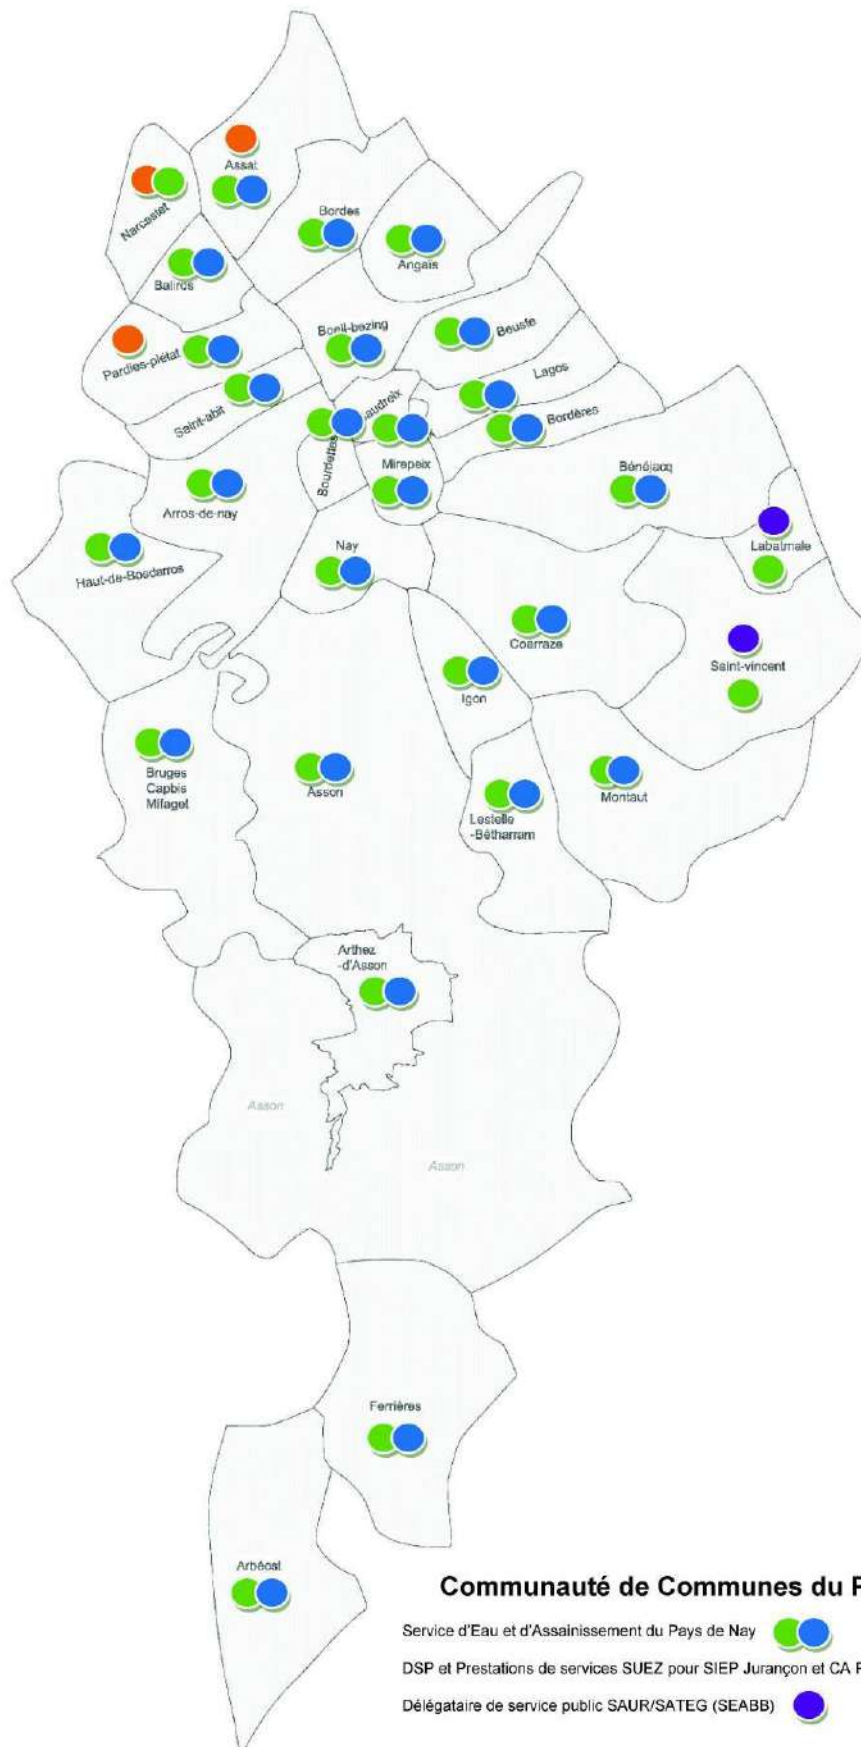 Assat
Narcastet
Bordes
Angaïs
Baliros
Boeil-bezing
Beuste
Pardies-piétat
Lagos
Saint-abit
Bordères
Bourdettes
Mirepeix
Bénéjacq
Arros-de-nay
Nay
Labatmale
Haut-de-Bosdarros
Coarraze
Saint-vincent
Igon
Bruges
Capbis
Mifaget
Asson
Montaut
Lestelle
-Bétharram
Arthez
-d'Asson
Asson
Asson
Ferrières
Arbéost
Communauté de Communes du P
Service d'Eau et d'Assainissement du Pays de Nay
DSP et Prestations de services SUEZ pour SIEP Jurançon et CA P
Délégataire de service public SAUR/SATEG (SEABB)